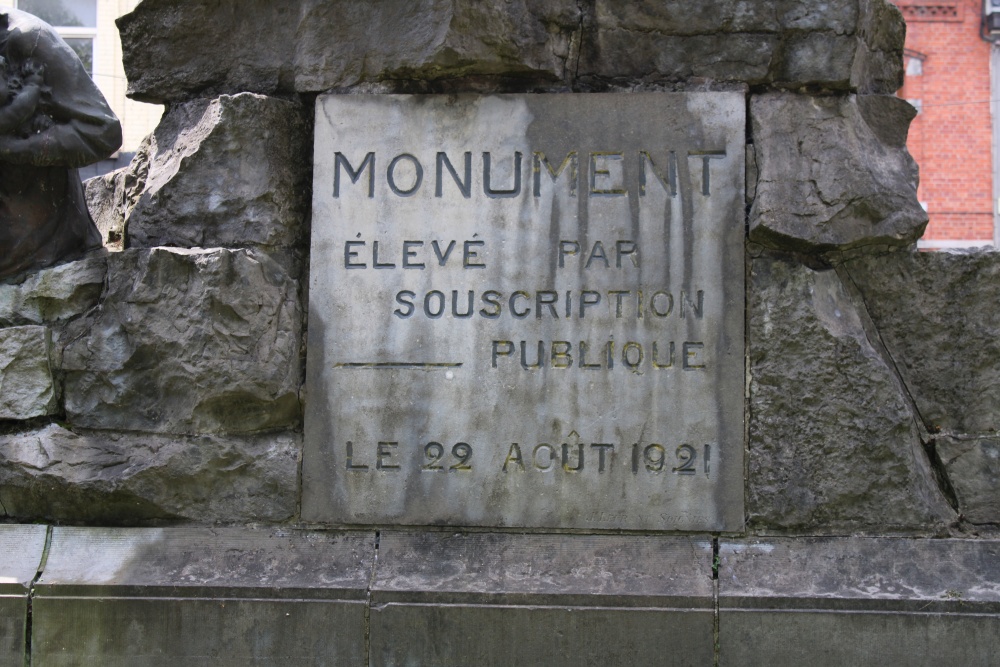 MONUMENT
ÉLEVÉ PAR
SOUSCRIPTION
PUBLIQUE
LE 22 AOÛT 1921